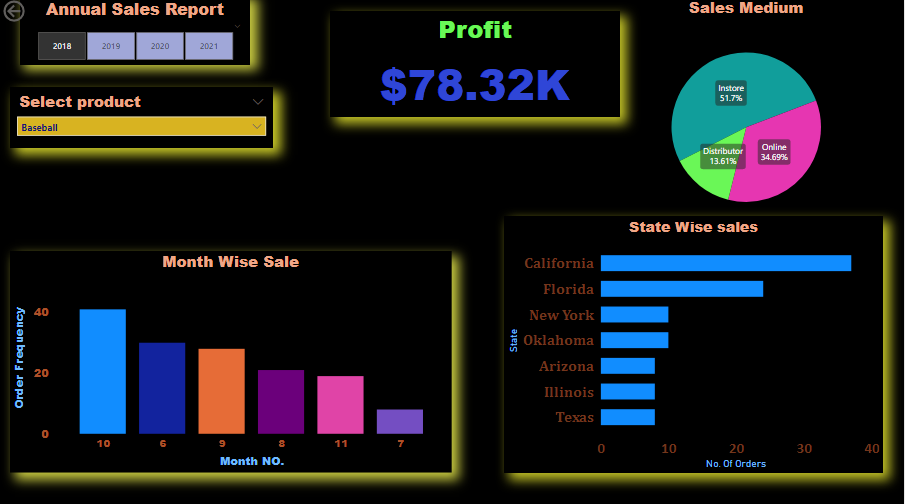 Annual Sales Report
2018 2019 2020 2021
Select product
Baseball
Profit
$78.32K
Sales Medium
Instore
51.7%
Distributor
13.61%
Online
34.69%
Month Wise Sale
Order Frequency
40
20
0
10 6 9 8 11 7
Month NO.
State Wise sales
State
California
Florida
New York
Oklahoma
Arizona
Illinois
Texas
0 10 20 30 40
No. Of Orders